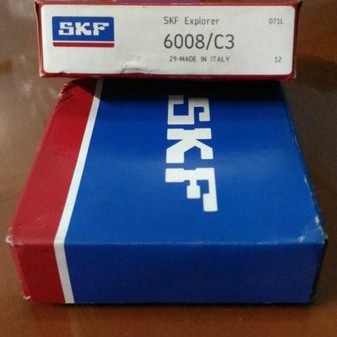 SKF
SKF Explorer 071L
6008/C3
29-MADE IN ITALY 12
SKF